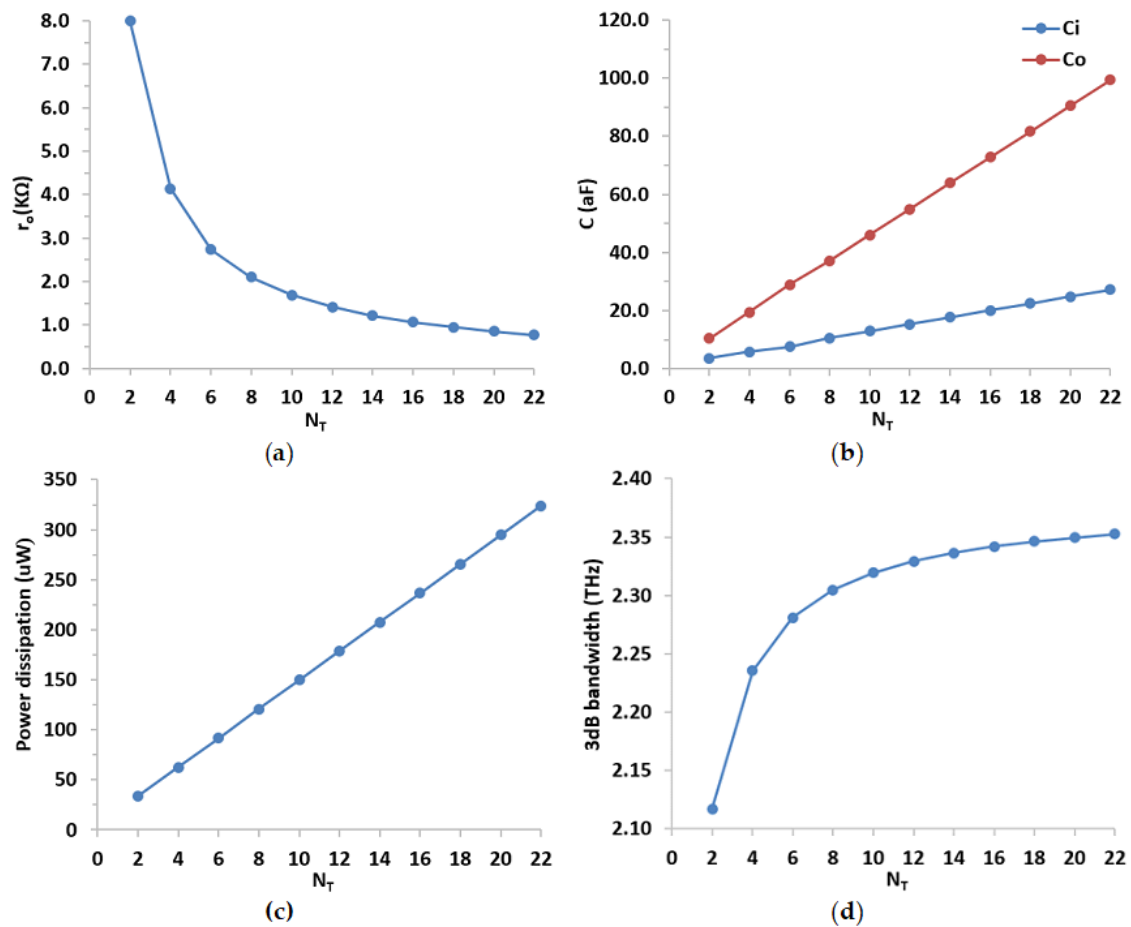 8.0
7.0
6.0
5.0
4.0
3.0
2.0
1.0
0.0
rₒ(KΩ)
0 2 4 6 8 10 12 14 16 18 20 22
N_T
(a)
120.0
100.0
80.0
60.0
40.0
20.0
0.0
C (aF)
Ci
Co
0 2 4 6 8 10 12 14 16 18 20 22
N_T
(b)
350
300
250
200
150
100
50
0
Power dissipation (uW)
0 2 4 6 8 10 12 14 16 18 20 22
N_T
(c)
2.40
2.35
2.30
2.25
2.20
2.15
2.10
3dB bandwidth (THz)
0 2 4 6 8 10 12 14 16 18 20 22
N_T
(d)